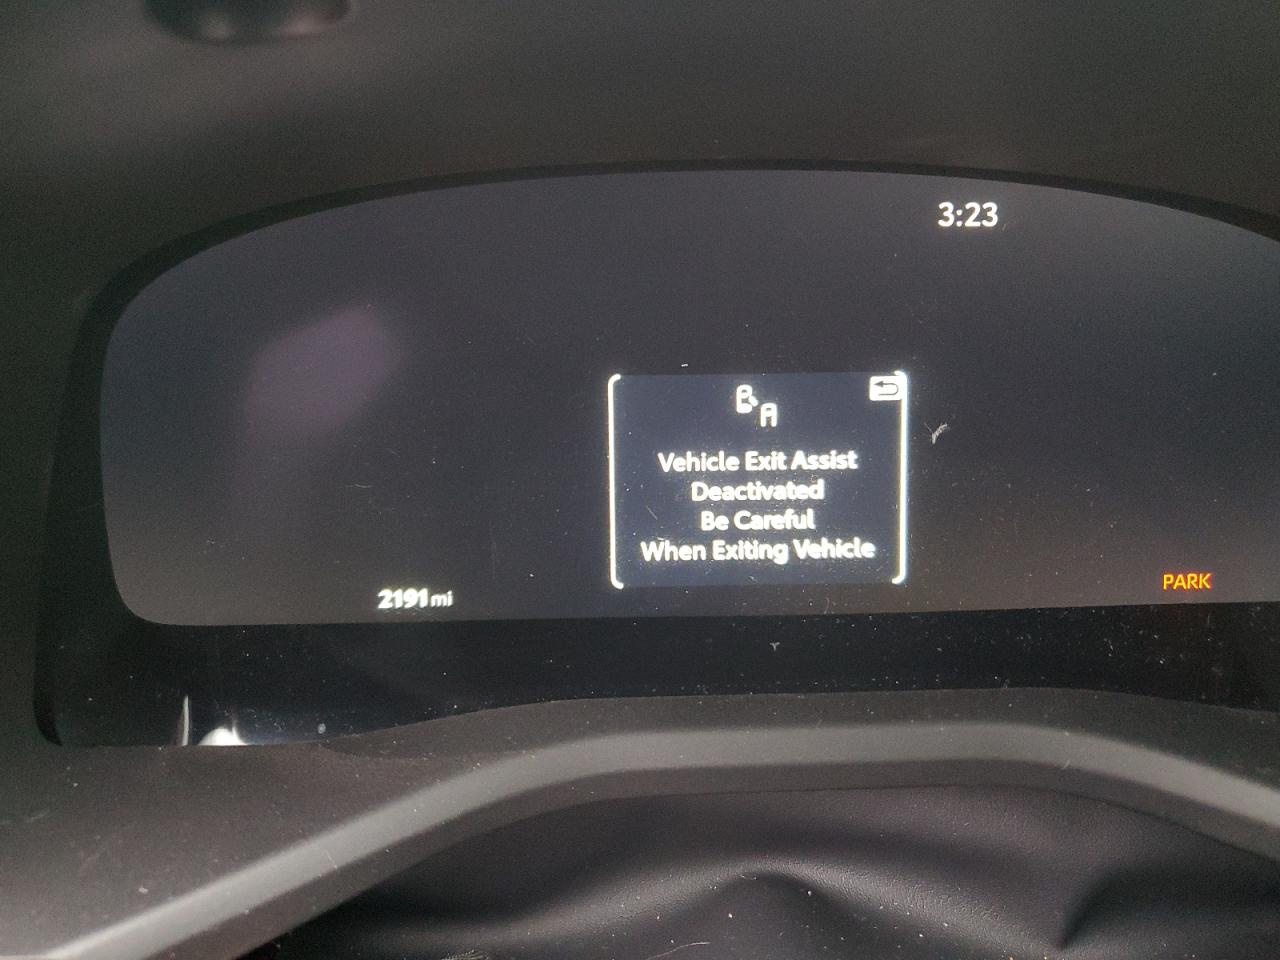 3:23
Vehicle Exit Assist
Deactivated
Be Careful
When Exiting Vehicle
2191 mi
PARK